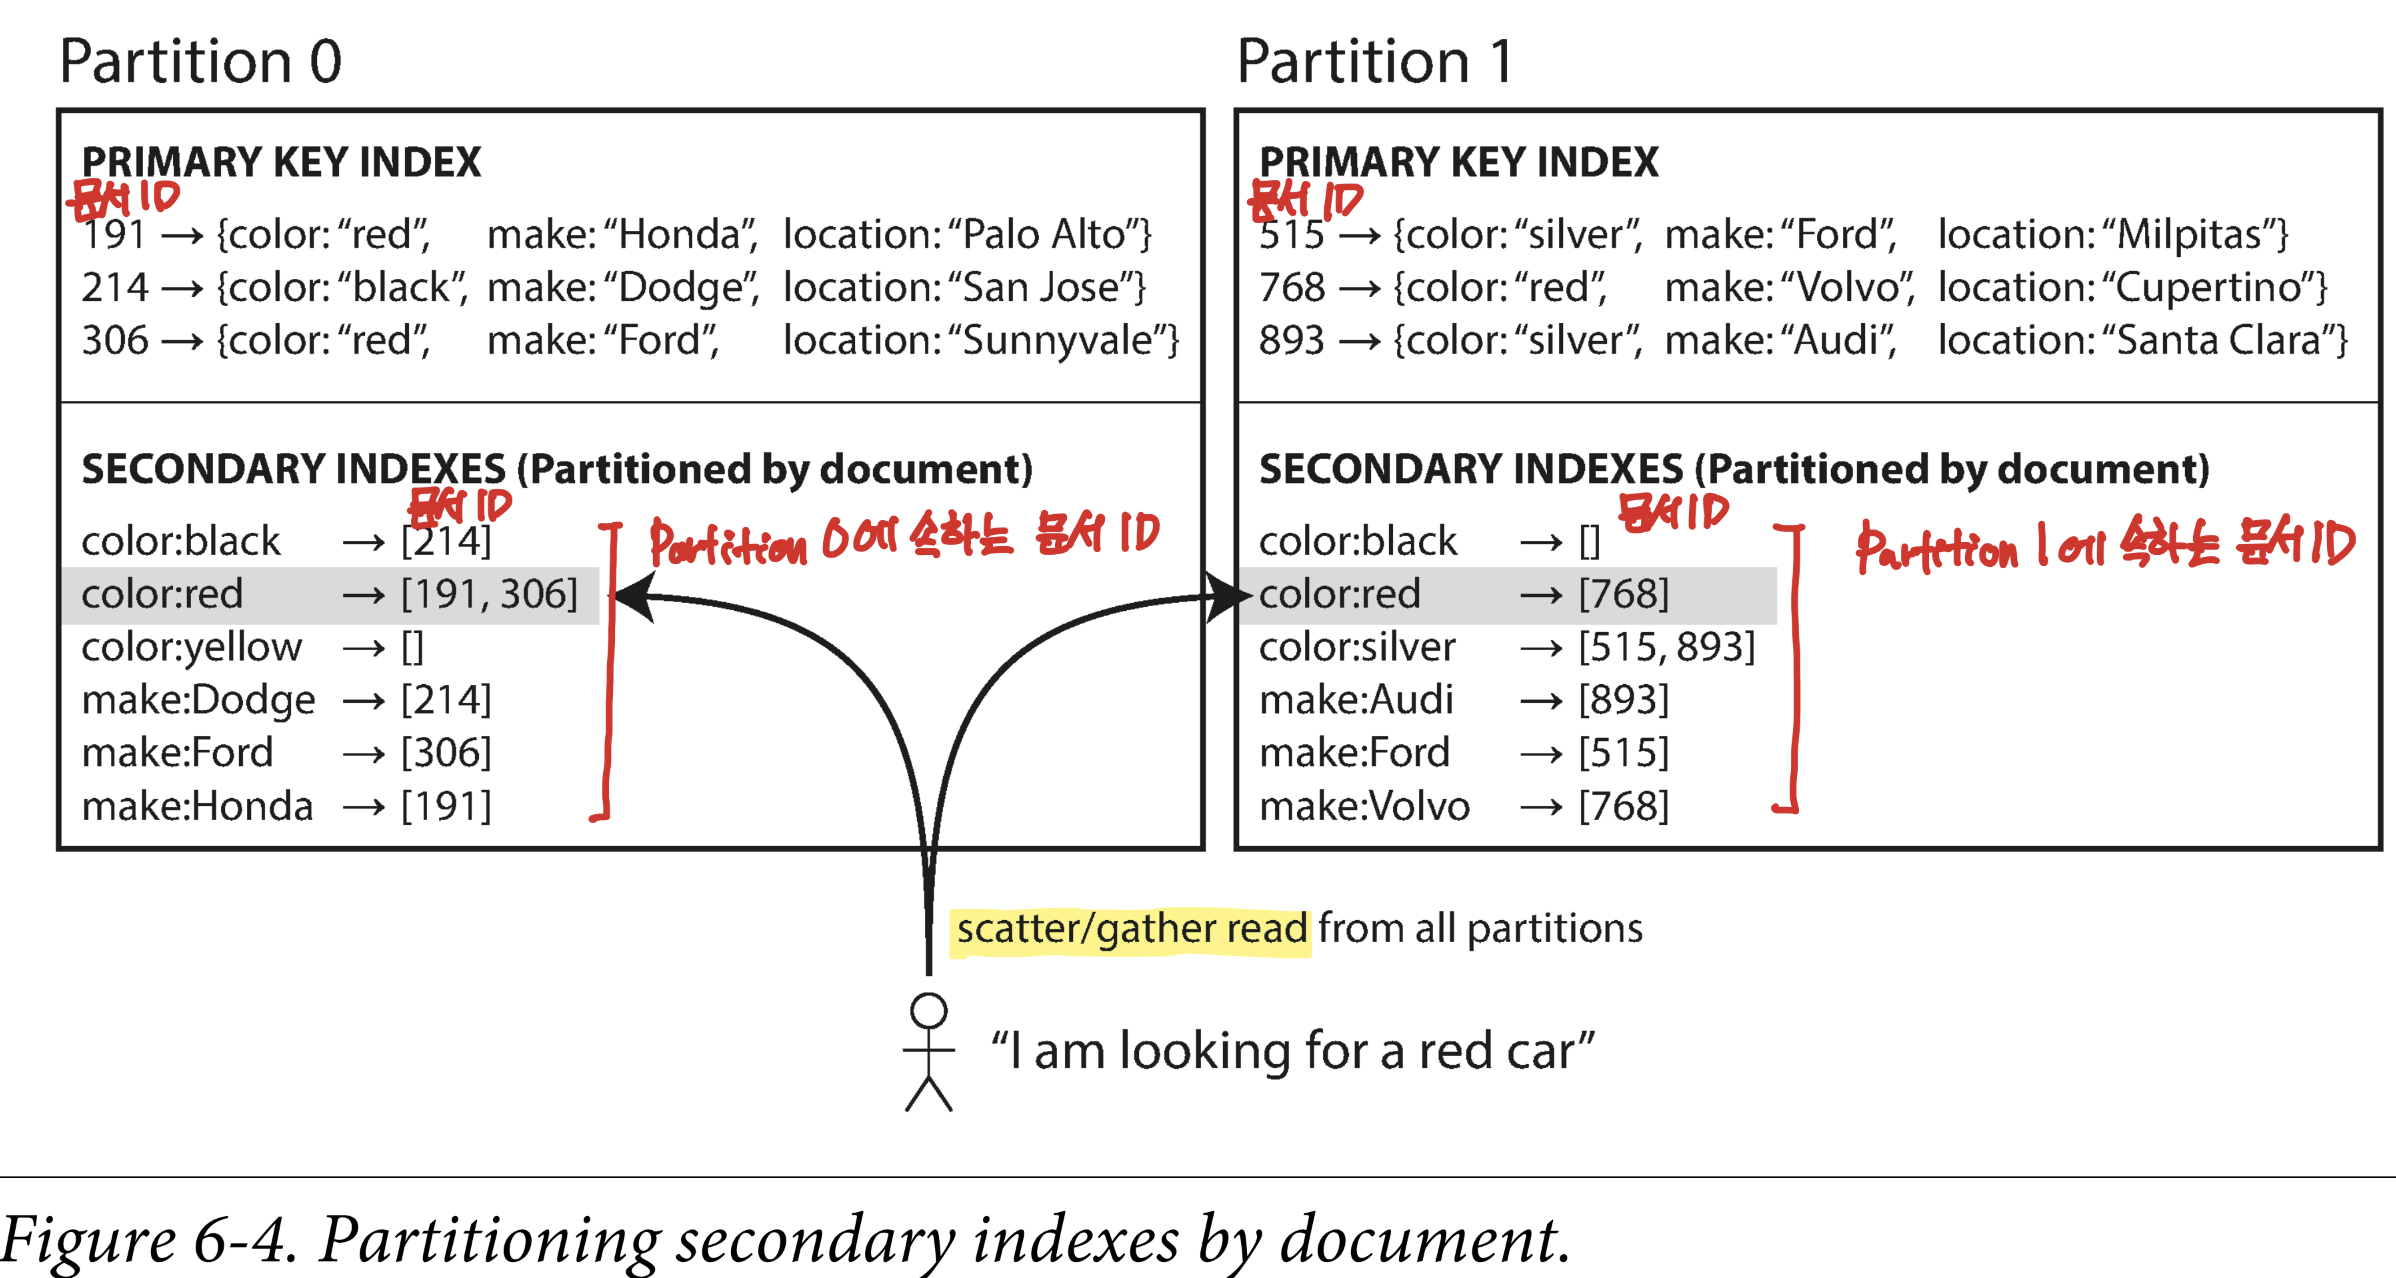 Partition 0
PRIMARY KEY INDEX
문서 ID
191 → {color: “red”, make: “Honda”, location: “Palo Alto”}
214 → {color: “black”, make: “Dodge”, location: “San Jose”}
306 → {color: “red”, make: “Ford”, location: “Sunnyvale”}
SECONDARY INDEXES (Partitioned by document)
문서 ID
color:black → [214]
Partition 0에 속하는 문서 ID
color:red → [191, 306]
color:yellow → []
make:Dodge → [214]
make:Ford → [306]
make:Honda → [191]
Partition 1
PRIMARY KEY INDEX
문서 ID
515 → {color: “silver”, make: “Ford”, location: “Milpitas”}
768 → {color: “red”, make: “Volvo”, location: “Cupertino”}
893 → {color: “silver”, make: “Audi”, location: “Santa Clara”}
SECONDARY INDEXES (Partitioned by document)
문서 ID
color:black → []
Partition 1에 속하는 문서 ID
color:red → [768]
color:silver → [515, 893]
make:Audi → [893]
make:Ford → [515]
make:Volvo → [768]
scatter/gather read from all partitions
“I am looking for a red car”
Figure 6-4. Partitioning secondary indexes by document.